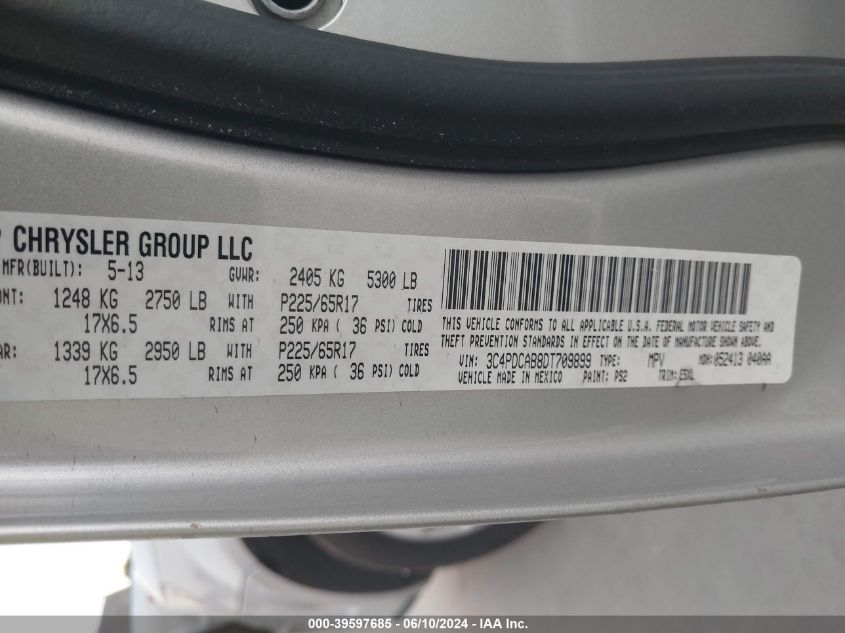 CHRYSLER GROUP LLC
MFR(BUILT): 5-13 GVWR: 2405 KG 5300 LB
1248 KG 2750 LB WITH P225/65R17 TIRES
17X6.5 RIMS AT 250 KPA ( 36 PSI) COLD
1339 KG 2950 LB WITH P225/65R17 TIRES
17X6.5 RIMS AT 250 KPA ( 36 PSI) COLD
THIS VEHICLE CONFORMS TO ALL APPLICABLE U.S.A. FEDERAL MOTOR VEHICLE SAFETY AND
THEFT PREVENTION STANDARDS IN EFFECT ON THE DATE OF MANUFACTURE SHOWN ABOVE.
VIN: 3C4PDCAB8DT709899 TYPE: MPV MDH: 052413 040AA
VEHICLE MADE IN MEXICO PAINT: PS2 TRIM:
000-39597685 - 06/10/2024 - IAA Inc.